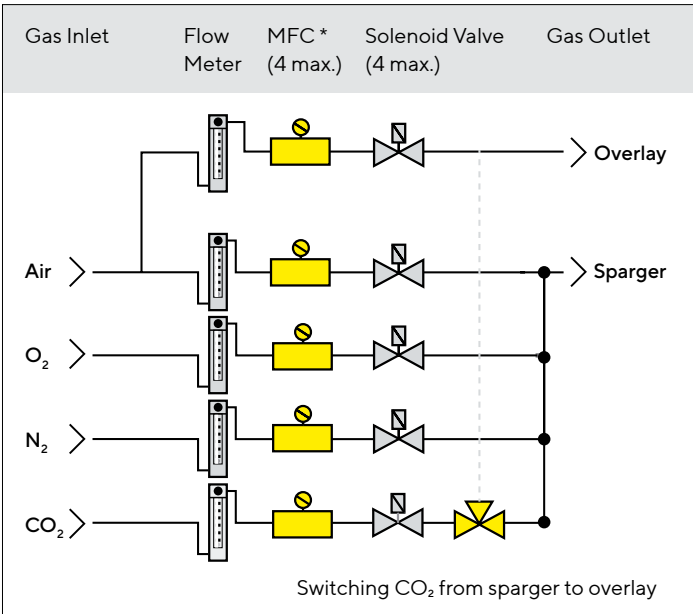 Gas Inlet
Flow
Meter
MFC *
(4 max.)
Solenoid Valve
(4 max.)
Gas Outlet
Overlay
Air
Sparger
O₂
N₂
CO₂
Switching CO₂ from sparger to overlay